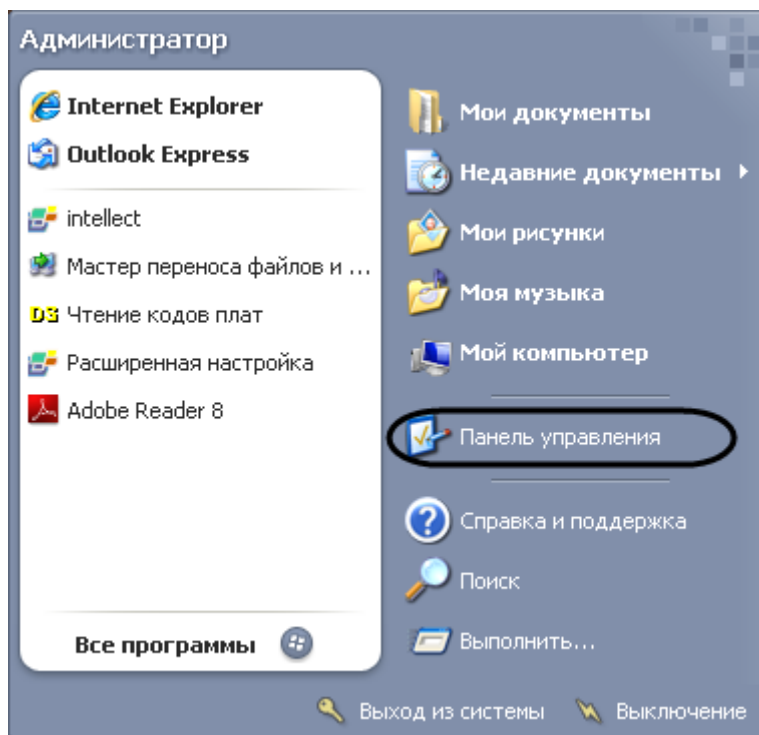 Администратор
Internet Explorer
Outlook Express
intellect
Мастер переноса файлов и ...
D3 Чтение кодов плат
Расширенная настройка
Adobe Reader 8
Все программы
Мои документы
Недавние документы
Мои рисунки
Моя музыка
Мой компьютер
Панель управления
Справка и поддержка
Поиск
Выполнить...
Выход из системы
Выключение